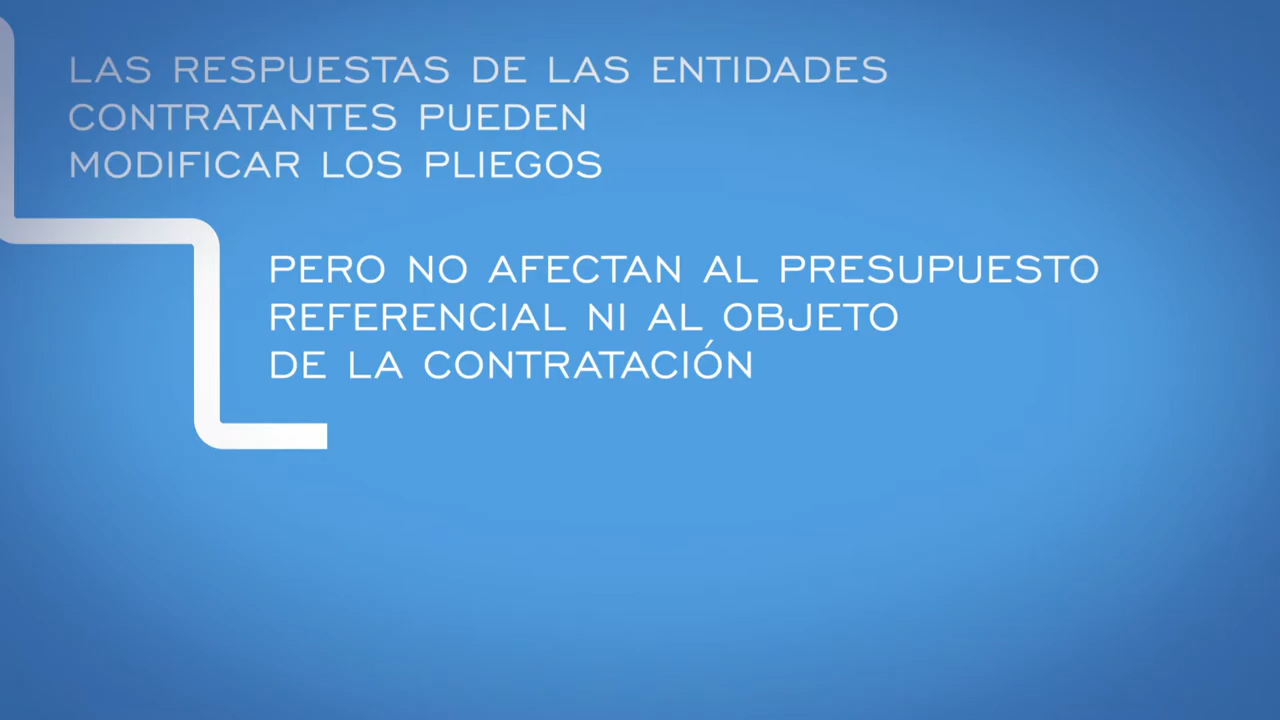 LAS RESPUESTAS DE LAS ENTIDADES
CONTRATANTES PUEDEN
MODIFICAR LOS PLIEGOS
PERO NO AFECTAN AL PRESUPUESTO
REFERENCIAL NI AL OBJETO
DE LA CONTRATACIÓN